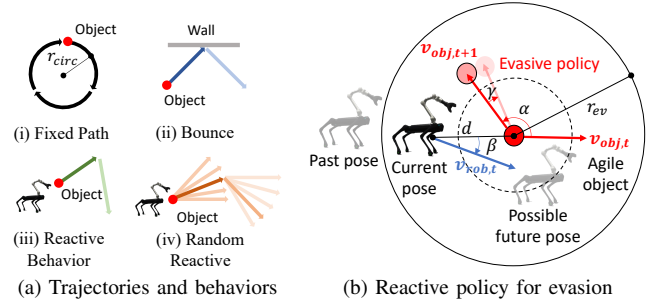 Object
r_circ
(i) Fixed Path
Wall
Object
(ii) Bounce
Object
(iii) Reactive
Behavior
Object
(iv) Random
Reactive
(a) Trajectories and behaviors
v_obj,t+1
Evasive policy
γ
α
r_ev
d
β
v_obj,t
v_rob,t
Past pose
Current
pose
Agile
object
Possible
future pose
(b) Reactive policy for evasion